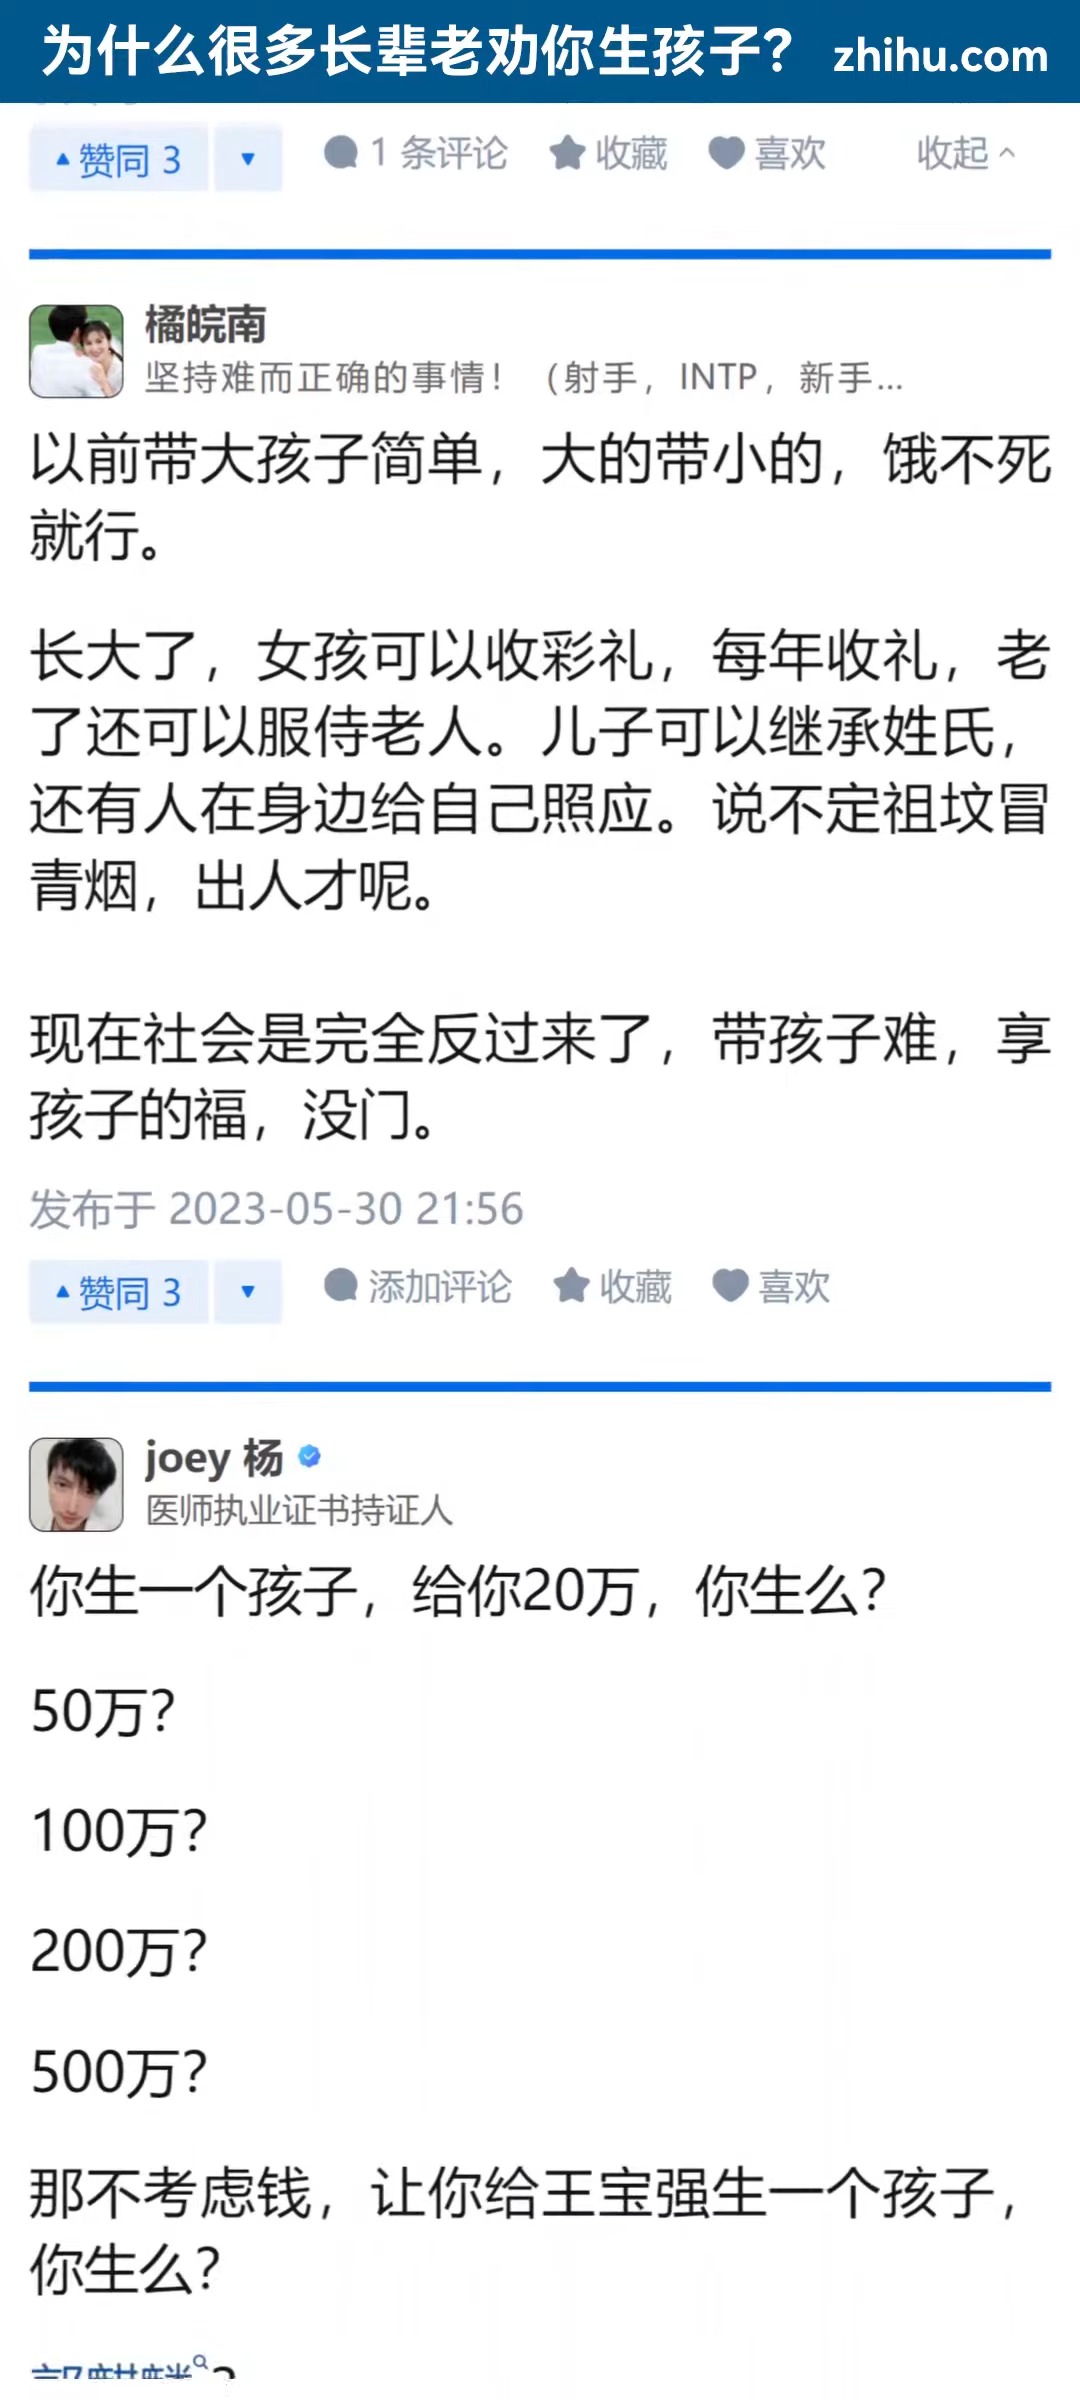 为什么很多长辈老劝你生孩子? zhihu.com
赞同 3 1 条评论 收藏 喜欢 收起
橘皖南
坚持难而正确的事情！（射手，INTP，新手...
以前带大孩子简单，大的带小的，饿不死
就行。
长大了，女孩可以收彩礼，每年收礼，老
了还可以服侍老人。儿子可以继承姓氏，
还有人在身边给自己照应。说不定祖坟冒
青烟，出人才呢。
现在社会是完全反过来了，带孩子难，享
孩子的福，没门。
发布于 2023-05-30 21:56
赞同 3 添加评论 收藏 喜欢
joey 杨
医师执业证书持证人
你生一个孩子，给你20万，你生么？
50万？
100万？
200万？
500万？
那不考虑钱，让你给王宝强生一个孩子，
你生么？